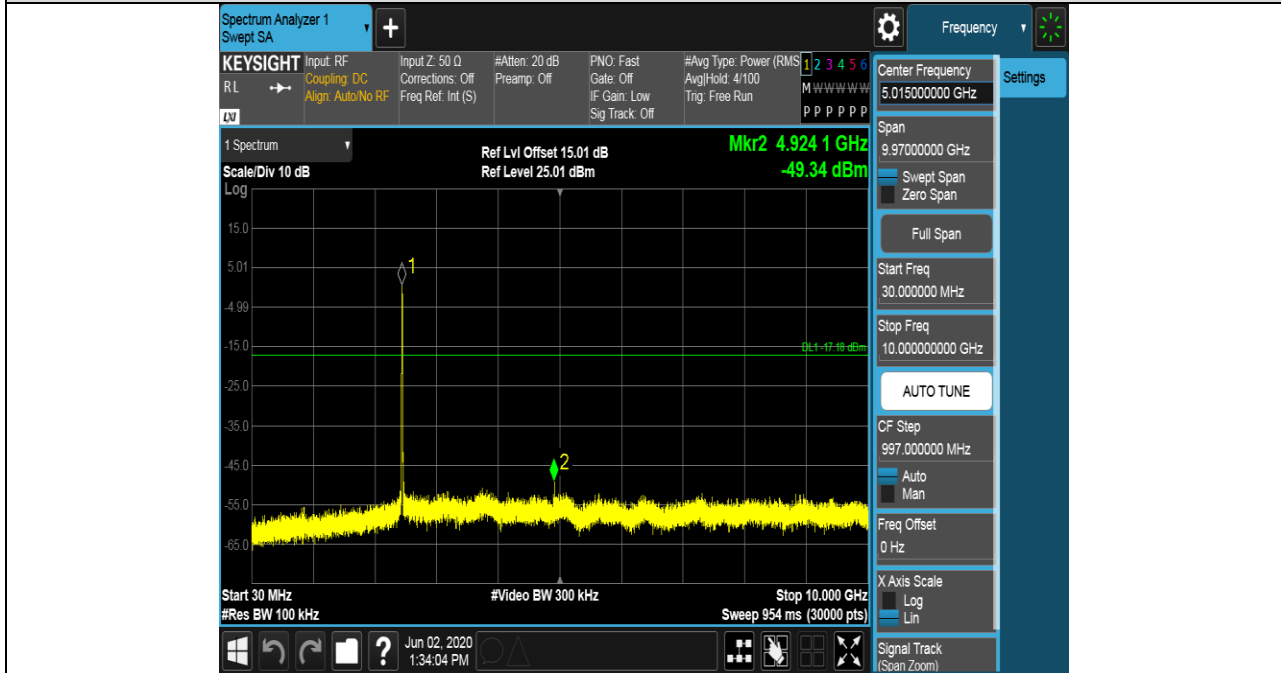 Spectrum Analyzer 1
Swept SA
+
Frequency
KEYSIGHT
RL
LXI
Input: RF
Coupling: DC
Align: Auto/No RF
Input Z: 50 Ω
Corrections: Off
Freq Ref: Int (S)
#Atten: 20 dB
Preamp: Off
PNO: Fast
Gate: Off
IF Gain: Low
Sig Track: Off
#Avg Type: Power (RMS
Avg|Hold: 4/100
Trig: Free Run
1 2 3 4 5 6
M W W W W W
P P P P P P
Center Frequency
5.015000000 GHz
Settings
Span
9.97000000 GHz
Swept Span
Zero Span
Full Span
Start Freq
30.000000 MHz
Stop Freq
10.000000000 GHz
AUTO TUNE
CF Step
997.000000 MHz
Auto
Man
Freq Offset
0 Hz
X Axis Scale
Log
Lin
Signal Track
(Span Zoom)
1 Spectrum
Scale/Div 10 dB
Log
Ref Lvl Offset 15.01 dB
Ref Level 25.01 dBm
Mkr2 4.924 1 GHz
-49.34 dBm
15.0
5.01
1
-4.99
-15.0
DL1 -17.18 dBm
-25.0
-35.0
-45.0
2
-55.0
-65.0
Start 30 MHz
#Video BW 300 kHz
Stop 10.000 GHz
#Res BW 100 kHz
Sweep 954 ms (30000 pts)
?
Jun 02, 2020
1:34:04 PM